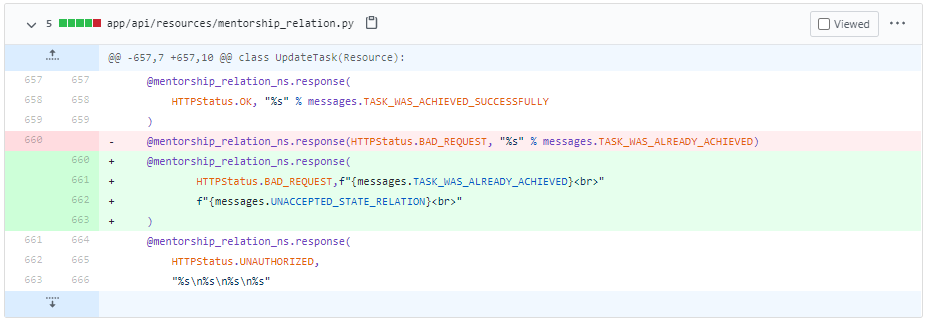 5 app/api/resources/mentorship_relation.py Viewed ...
@@ -657,7 +657,10 @@ class UpdateTask(Resource):
657 657 @mentorship_relation_ns.response(
658 658 HTTPStatus.OK, "%s" % messages.TASK_WAS_ACHIEVED_SUCCESSFULLY
659 659 )
660 - @mentorship_relation_ns.response(HTTPStatus.BAD_REQUEST, "%s" % messages.TASK_WAS_ALREADY_ACHIEVED)
660 + @mentorship_relation_ns.response(
661 + HTTPStatus.BAD_REQUEST,f"{messages.TASK_WAS_ALREADY_ACHIEVED}<br>"
662 + f"{messages.UNACCEPTED_STATE_RELATION}<br>"
663 + )
661 664 @mentorship_relation_ns.response(
662 665 HTTPStatus.UNAUTHORIZED,
663 666 "%s\n%s\n%s\n%s"